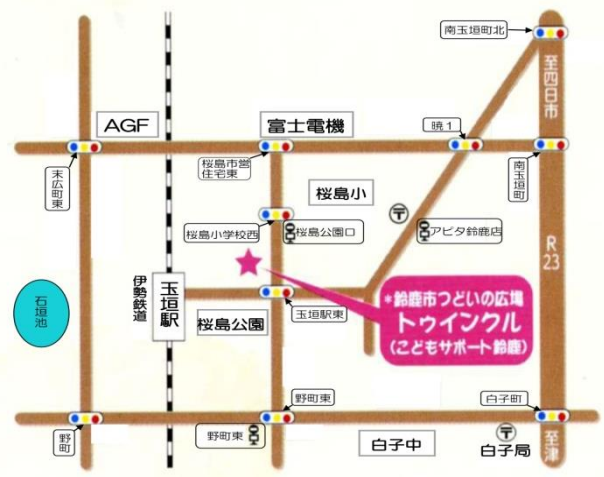 南玉垣町北
至四日市
AGF
富士電機
暁1
末広町東
桜島市営
住宅東
桜島小
南玉垣町
桜島小学校西
桜島公園口
アピタ鈴鹿店
R
23
石垣池
伊勢鉄道
玉垣駅
桜島公園
玉垣駅東
*鈴鹿市つどいの広場
トゥインクル
(こどもサポート鈴鹿)
野町東
白子町
野町
野町東
白子中
白子局
至津